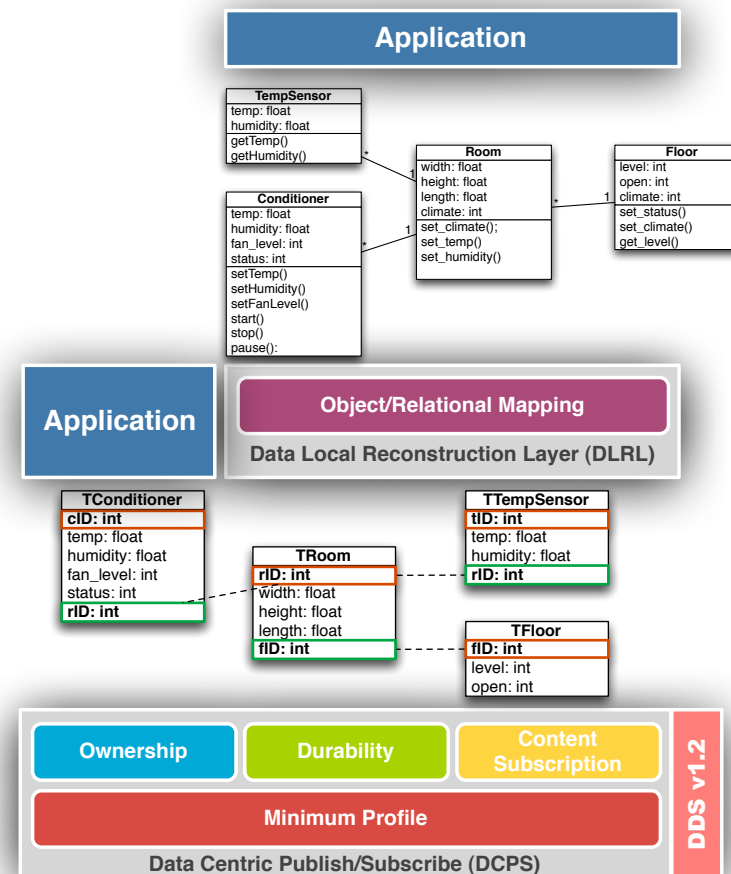 Application
TempSensor
temp: float
humidity: float
getTemp()
getHumidity()
*
1
Conditioner
temp: float
humidity: float
fan_level: int
status: int
setTemp()
setHumidity()
setFanLevel()
start()
stop()
pause():
*
1
Room
width: float
height: float
length: float
climate: int
set_climate();
set_temp()
set_humidity()
*
1
Floor
level: int
open: int
climate: int
set_status()
set_climate()
get_level()
Application
Object/Relational Mapping
Data Local Reconstruction Layer (DLRL)
TConditioner
cID: int
temp: float
humidity: float
fan_level: int
status: int
rID: int
TRoom
rID: int
width: float
height: float
length: float
fID: int
TTempSensor
tID: int
temp: float
humidity: float
rID: int
TFloor
fID: int
level: int
open: int
Ownership
Durability
Content
Subscription
Minimum Profile
Data Centric Publish/Subscribe (DCPS)
DDS v1.2